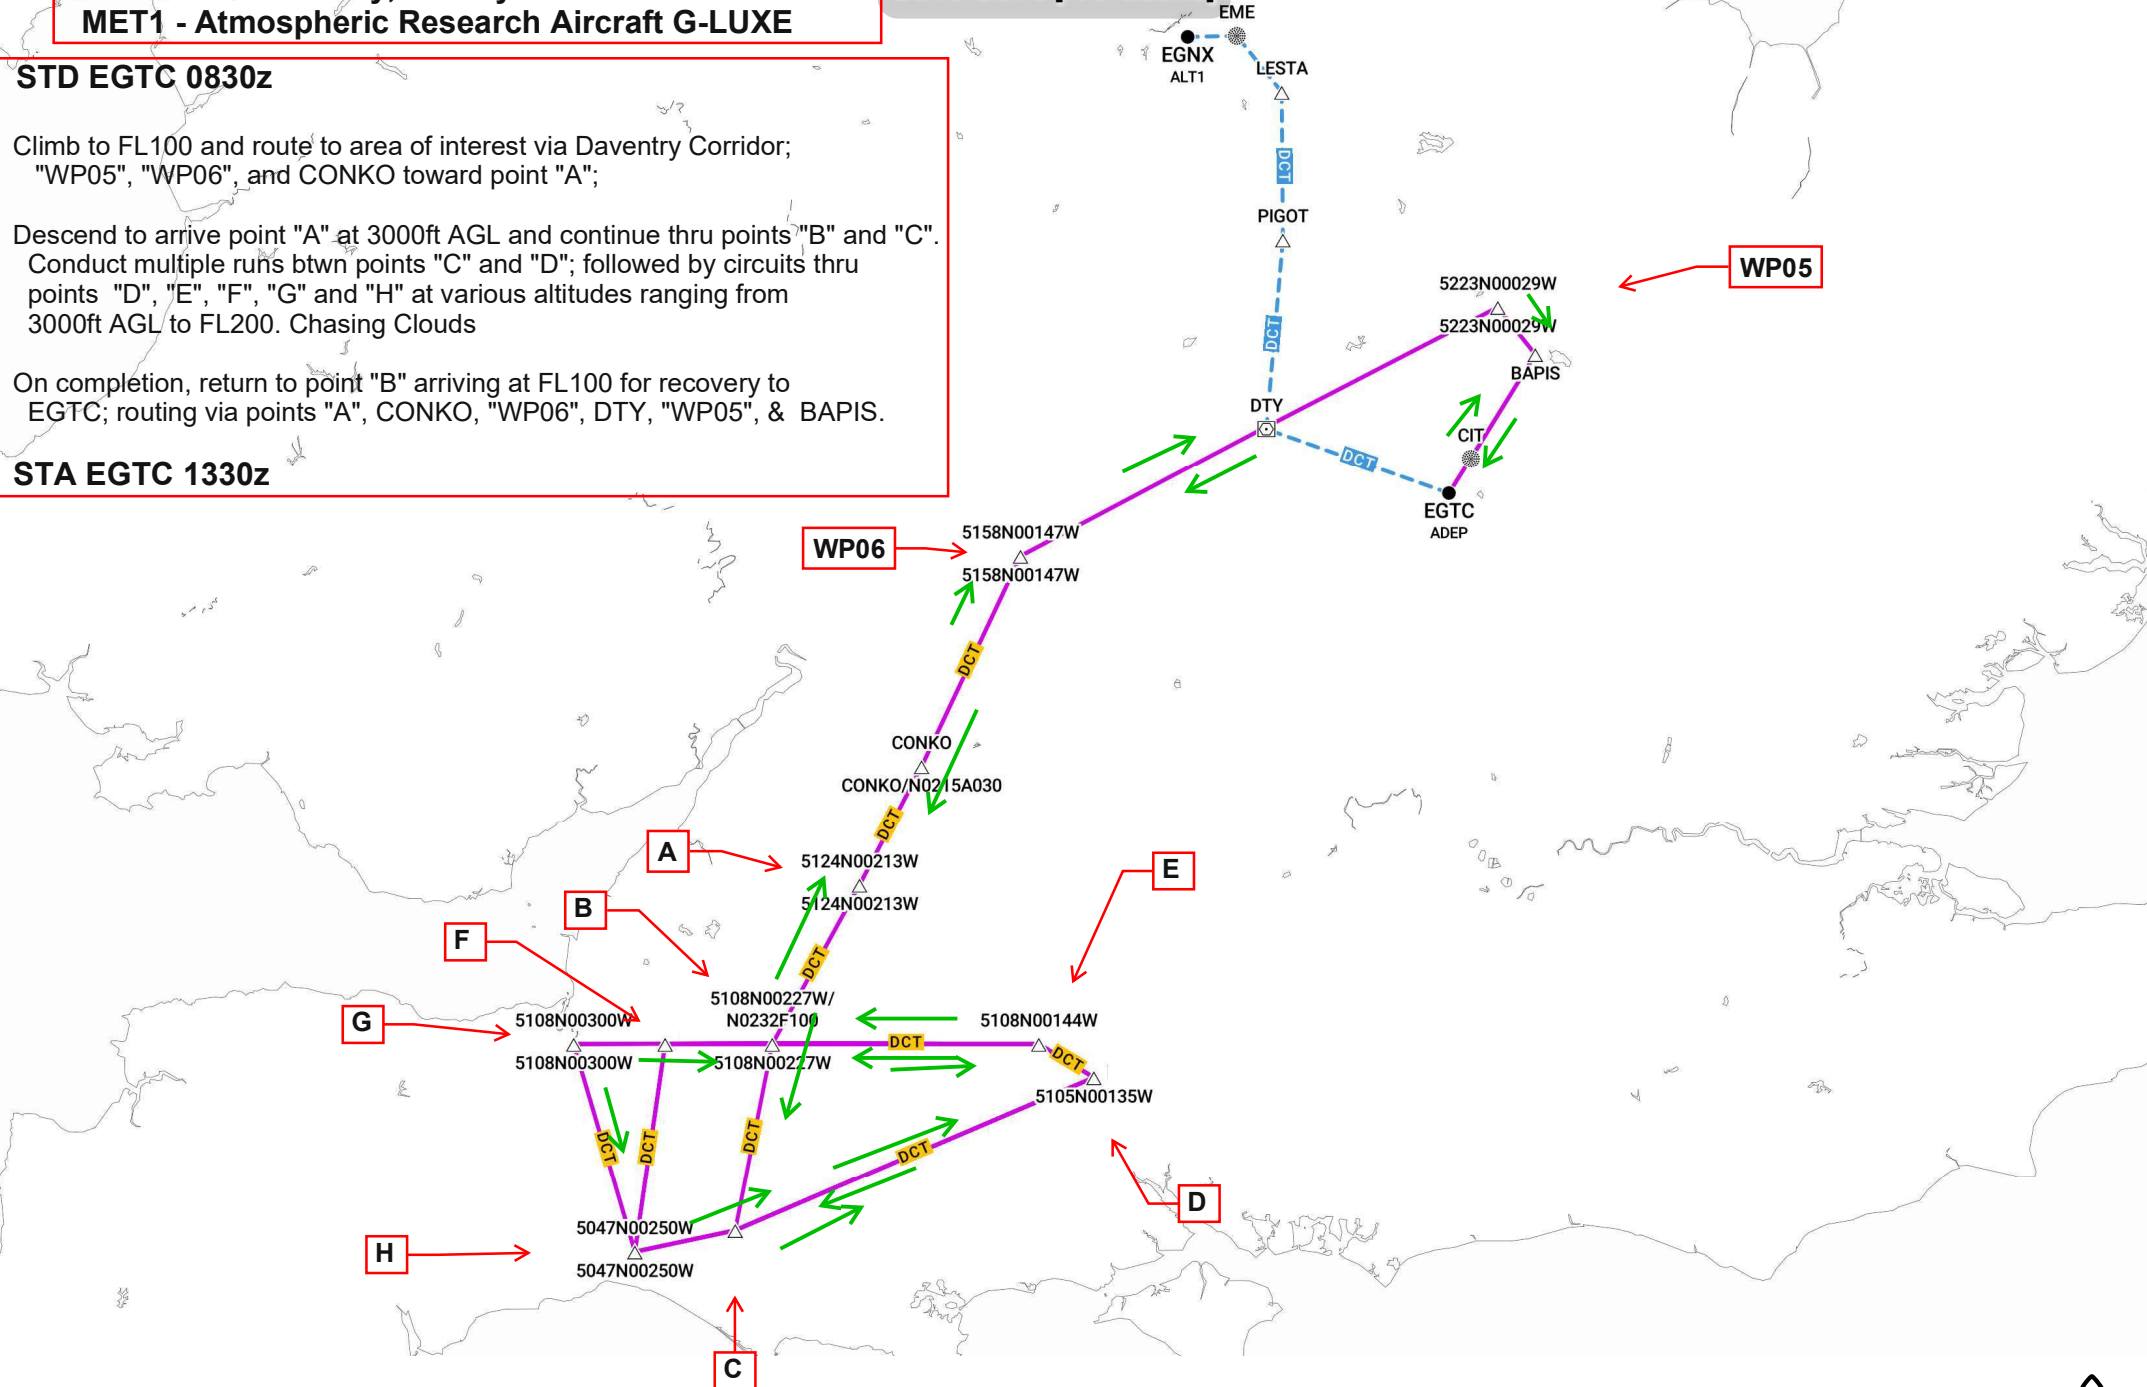 MET1 - Atmospheric Research Aircraft G-LUXE
STD EGTC 0830z
Climb to FL100 and route to area of interest via Daventry Corridor;
"WP05", "WP06", and CONKO toward point "A";
Descend to arrive point "A" at 3000ft AGL and continue thru points "B" and "C".
Conduct multiple runs btwn points "C" and "D"; followed by circuits thru
points "D", "E", "F", "G" and "H" at various altitudes ranging from
3000ft AGL to FL200. Chasing Clouds
On completion, return to point "B" arriving at FL100 for recovery to
EGTC; routing via points "A", CONKO, "WP06", DTY, "WP05", & BAPIS.
STA EGTC 1330z
EME
EGNX
ALT1
LESTA
DCT
PIGOT
DCT
WP05
5223N00029W
5223N00029W
BAPIS
DTY
CIT
DCT
EGTC
ADEP
WP06
5158N00147W
5158N00147W
DCT
CONKO
CONKO/N0215A030
DCT
A
5124N00213W
5124N00213W
E
B
F
DCT
5108N00227W/
N0232F100
G
5108N00300W
5108N00144W
DCT
DCT
5108N00300W
5108N00227W
5105N00135W
DCT
DCT
DCT
DCT
D
5047N00250W
H
5047N00250W
C